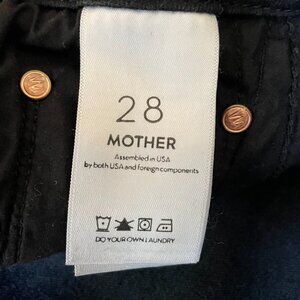 28
MOTHER
Assembled in USA
by both USA and foreign components
DO YOUR OWN LAUNDRY